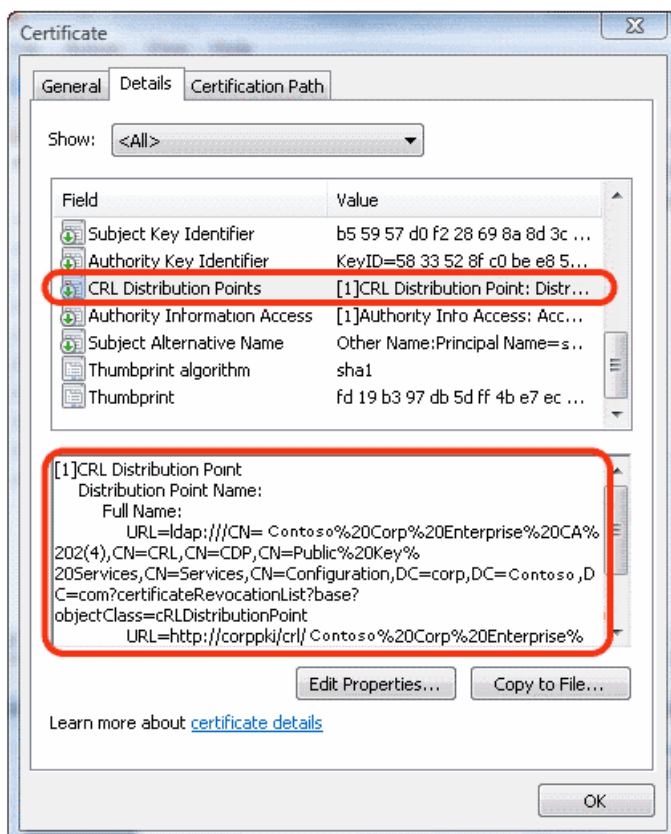 Certificate
General Details Certification Path
Show: <All>
Field Value
Subject Key Identifier b5 59 57 d0 f2 28 69 8a 8d 3c ...
Authority Key Identifier KeyID=58 33 52 8f c0 be e8 5...
CRL Distribution Points [1]CRL Distribution Point: Distr...
Authority Information Access [1]Authority Info Access: Acc...
Subject Alternative Name Other Name:Principal Name=s...
Thumbprint algorithm sha1
Thumbprint fd 19 b3 97 db 5d ff 4b e7 ec ...
[1]CRL Distribution Point
Distribution Point Name:
Full Name:
URL=ldap:///CN= Contoso%20Corp%20Enterprise%20CA%
202(4),CN=CRL,CN=CDP,CN=Public%20Key%
20Services,CN=Services,CN=Configuration,DC=corp,DC=Contoso,D
C=com?certificateRevocationList?base?
objectClass=cRLDistributionPoint
URL=http://corppki/crl/ Contoso%20Corp%20Enterprise%
Edit Properties... Copy to File...
Learn more about certificate details
OK